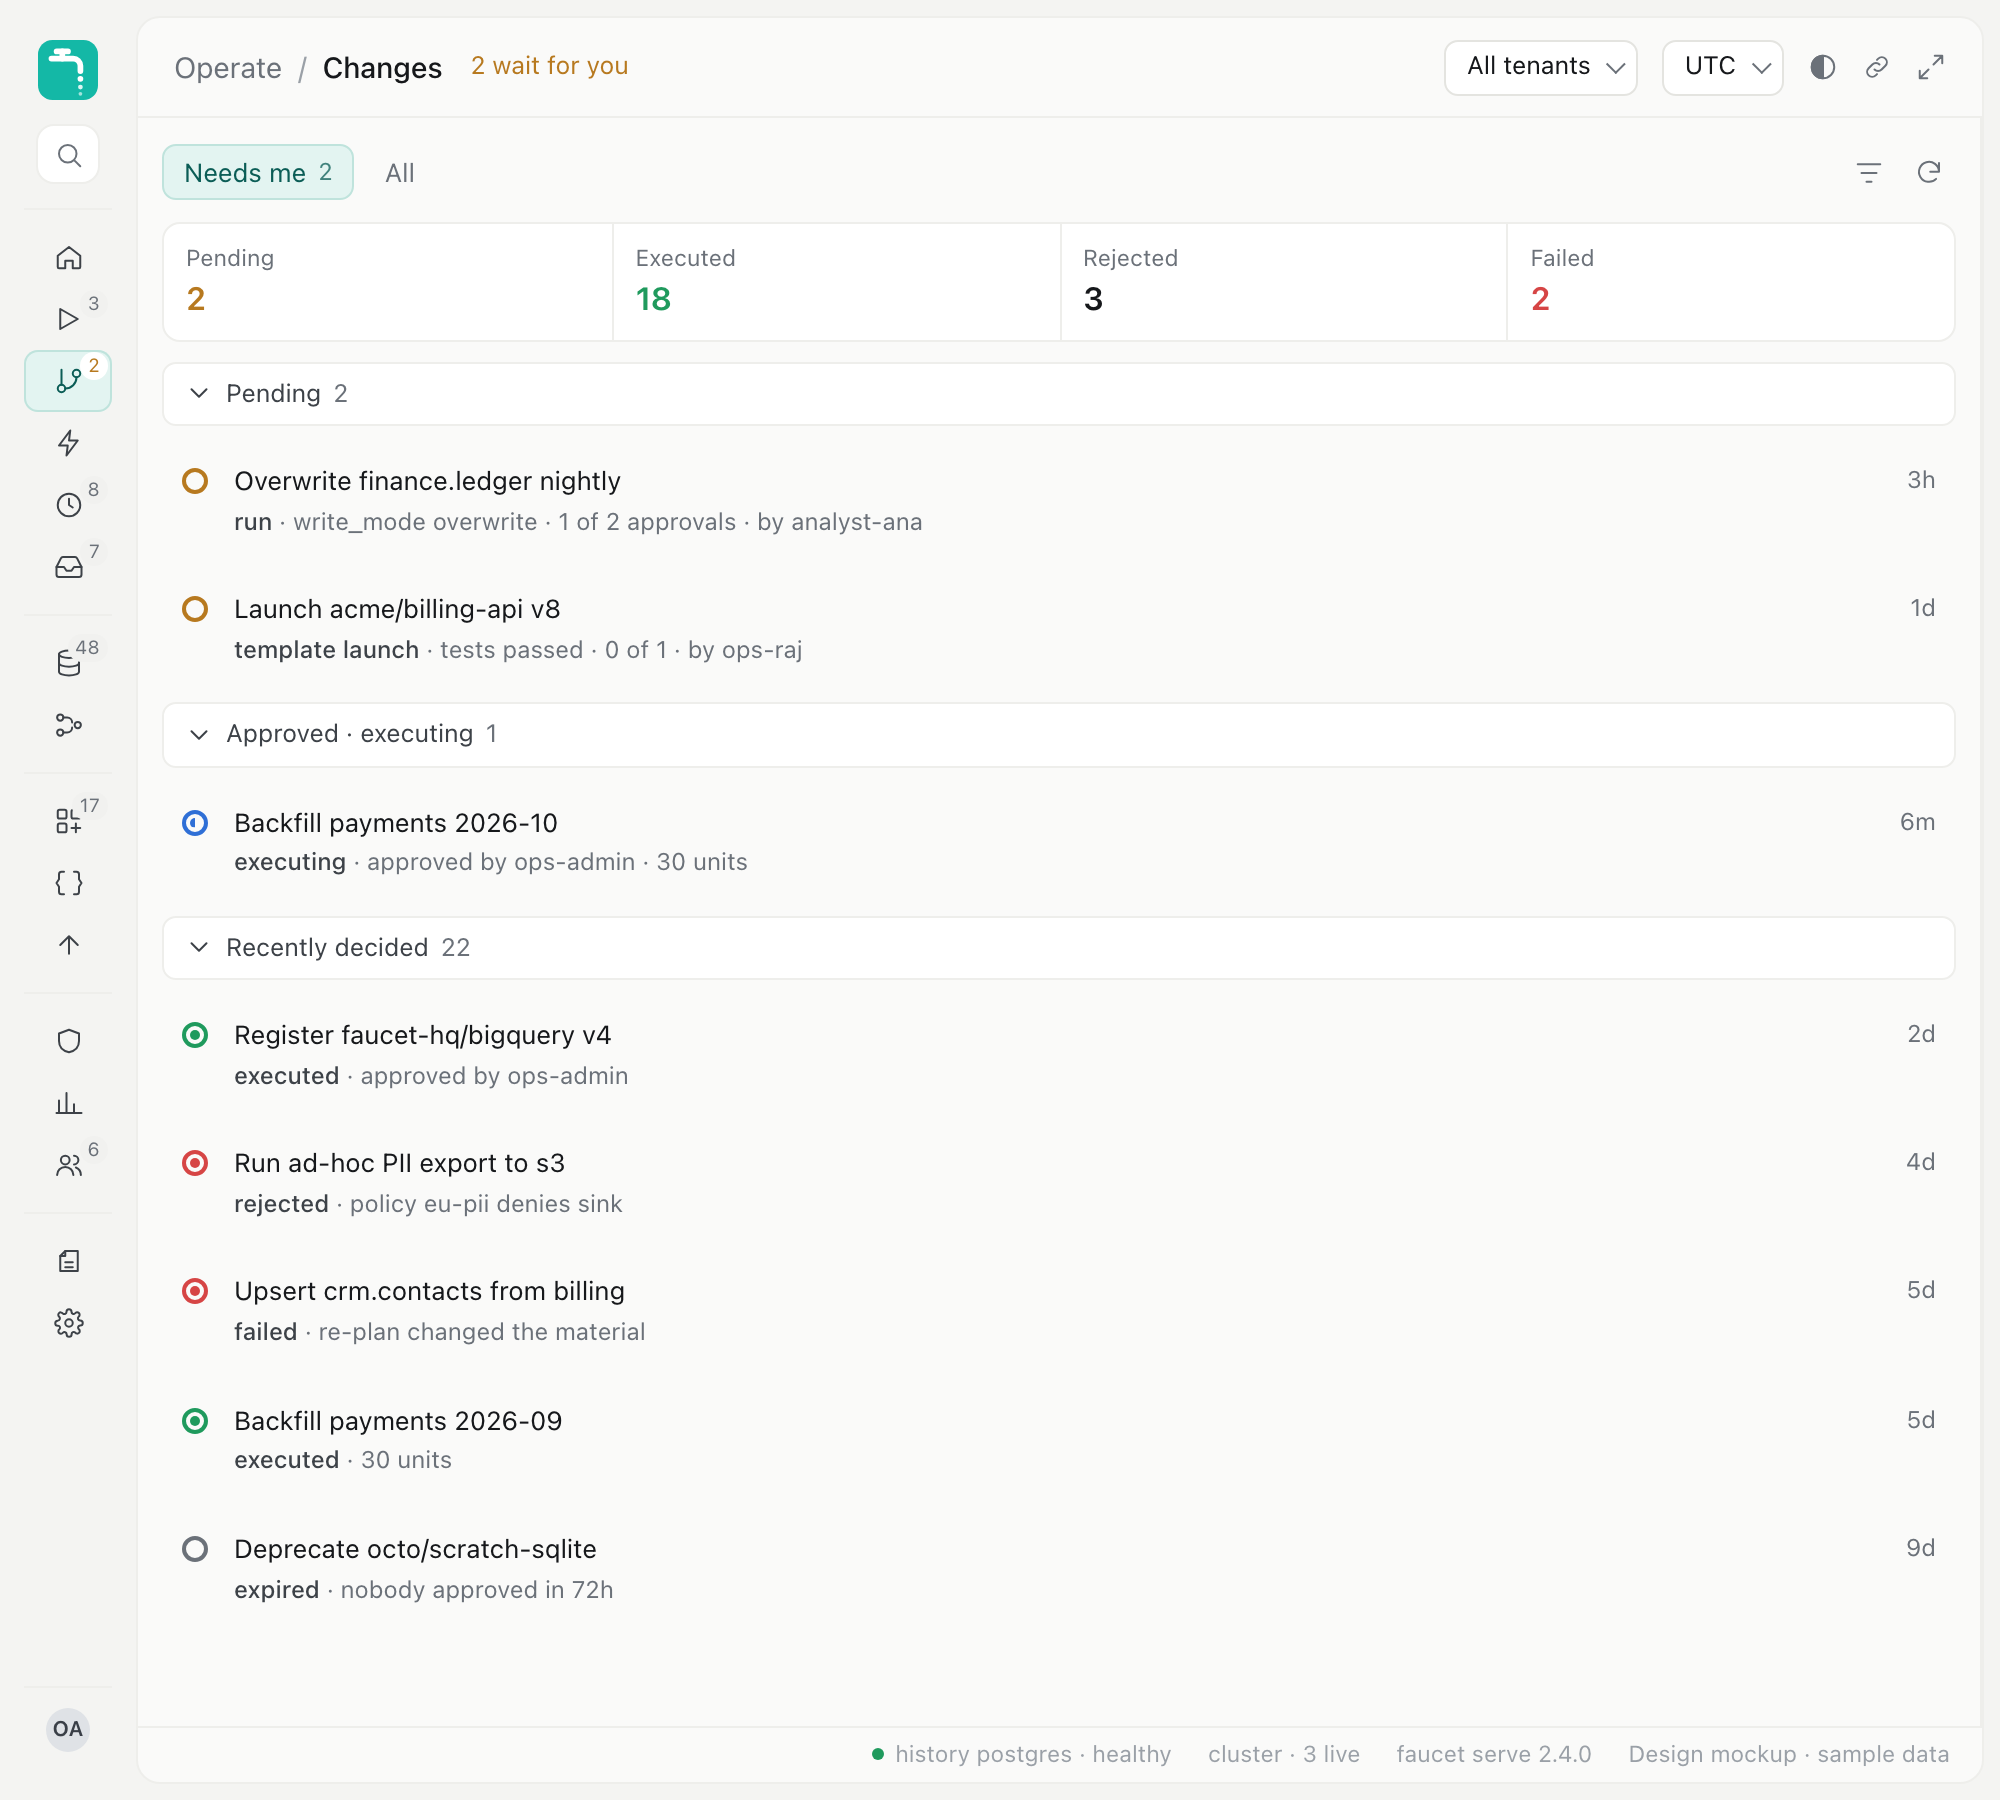 Operate / Changes 2 wait for you
All tenants
UTC
Needs me 2
All
Pending
2
Executed
18
Rejected
3
Failed
2
3
2
8
7
48
17
6
OA
Pending 2
Overwrite finance.ledger nightly
3h
run · write_mode overwrite · 1 of 2 approvals · by analyst-ana
Launch acme/billing-api v8
1d
template launch · tests passed · 0 of 1 · by ops-raj
Approved · executing 1
Backfill payments 2026-10
6m
executing · approved by ops-admin · 30 units
Recently decided 22
Register faucet-hq/bigquery v4
2d
executed · approved by ops-admin
Run ad-hoc PII export to s3
4d
rejected · policy eu-pii denies sink
Upsert crm.contacts from billing
5d
failed · re-plan changed the material
Backfill payments 2026-09
5d
executed · 30 units
Deprecate octo/scratch-sqlite
9d
expired · nobody approved in 72h
history postgres · healthy
cluster · 3 live
faucet serve 2.4.0
Design mockup · sample data